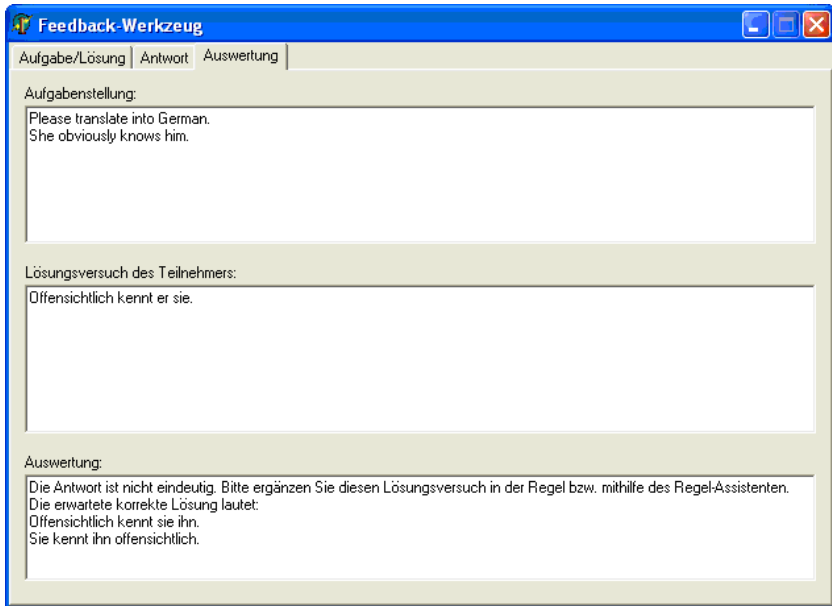 Feedback-Werkzeug
Aufgabe/Lösung Antwort Auswertung
Aufgabenstellung:
Please translate into German.
She obviously knows him.
Lösungsversuch des Teilnehmers:
Offensichtlich kennt er sie.
Auswertung:
Die Antwort ist nicht eindeutig. Bitte ergänzen Sie diesen Lösungsversuch in der Regel bzw. mithilfe des Regel-Assistenten.
Die erwartete korrekte Lösung lautet:
Offensichtlich kennt sie ihn.
Sie kennt ihn offensichtlich.